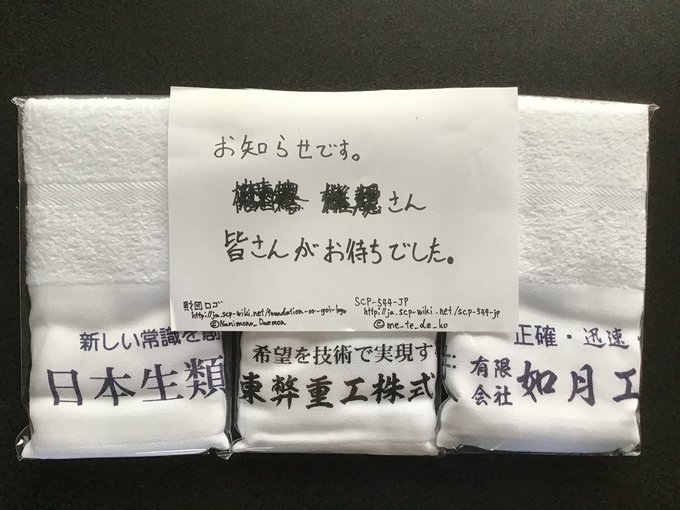 お知らせです。
さん
皆さんがお待ちでした。
財団ロゴ
http://ja.scp-wiki.net/foundation-or-goi-logo
©Nanimono_Daemon
SCP-544-JP
http://ja.scp-wiki.net/scp-544-jp
©me_te_de_ko
新しい常識を創
日本生類
希望を技術で実現す
東弊重工株式
正確・迅速・
有限会社 如月工